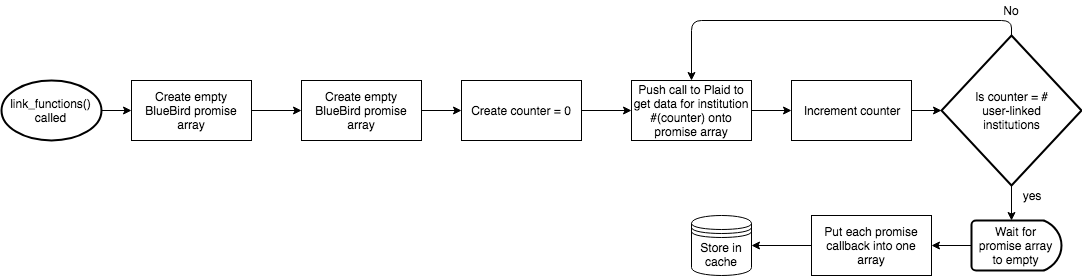 No
link_functions()
called
Create empty
BlueBird promise
array
Create empty
BlueBird promise
array
Create counter = 0
Push call to Plaid to
get data for institution
#(counter) onto
promise array
Increment counter
Is counter = #
user-linked
institutions
yes
Wait for
promise array
to empty
Put each promise
callback into one
array
Store in
cache